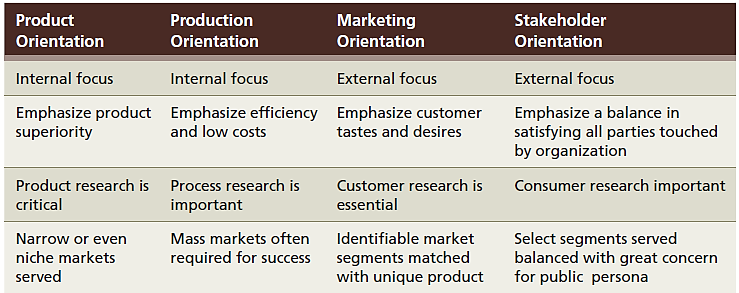 Product Orientation
Production Orientation
Marketing Orientation
Stakeholder Orientation
Internal focus
Internal focus
External focus
External focus
Emphasize product superiority
Emphasize efficiency and low costs
Emphasize customer tastes and desires
Emphasize a balance in satisfying all parties touched by organization
Product research is critical
Process research is important
Customer research is essential
Consumer research important
Narrow or even niche markets served
Mass markets often required for success
Identifiable market segments matched with unique product
Select segments served balanced with great concern for public persona